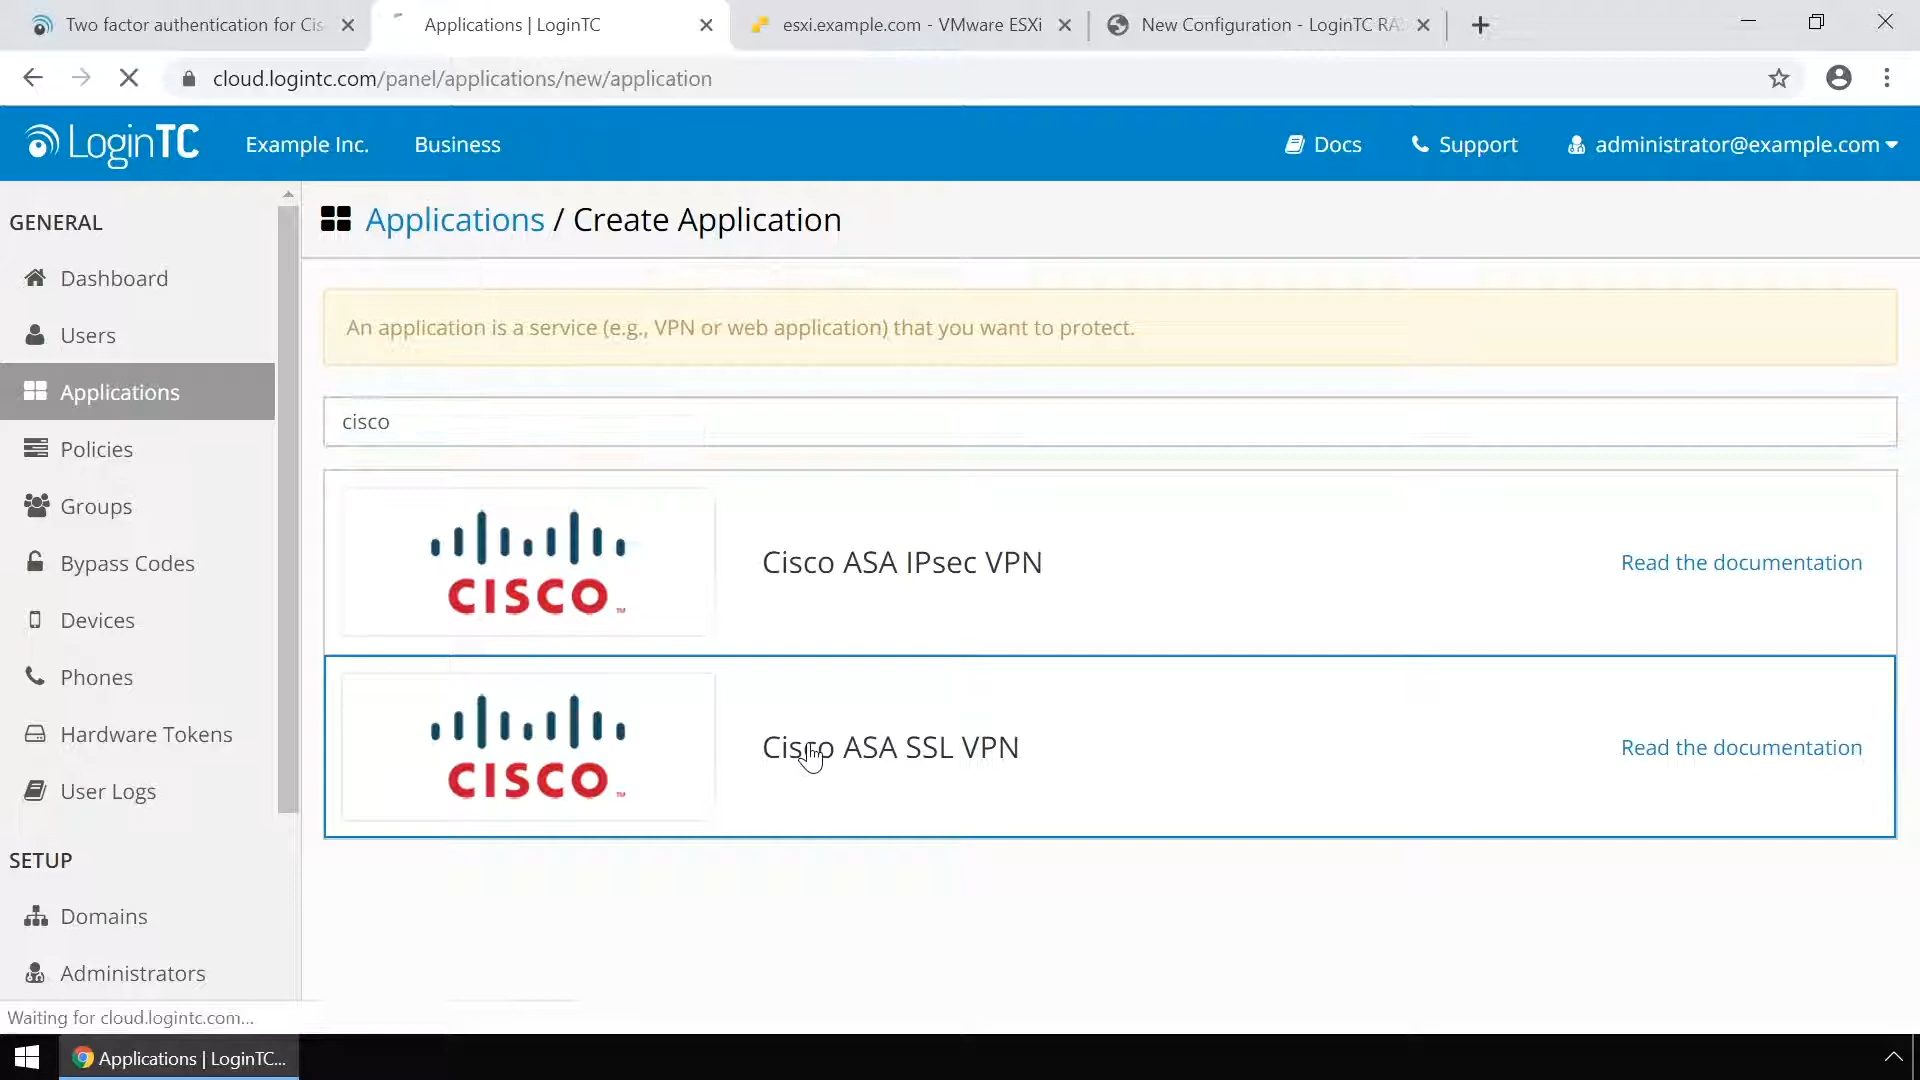 Two factor authentication for Cis
Applications | LoginTC
esxi.example.com - VMware ESXi
New Configuration - LoginTC RA
cloud.logintc.com/panel/applications/new/application
LoginTC
Example Inc.
Business
Docs
Support
administrator@example.com
GENERAL
Dashboard
Users
Applications
Policies
Groups
Bypass Codes
Devices
Phones
Hardware Tokens
User Logs
SETUP
Domains
Administrators
Applications / Create Application
An application is a service (e.g., VPN or web application) that you want to protect.
cisco
CISCO™
Cisco ASA IPsec VPN
Read the documentation
CISCO™
Cisco ASA SSL VPN
Read the documentation
Waiting for cloud.logintc.com...
Applications | LoginTC...